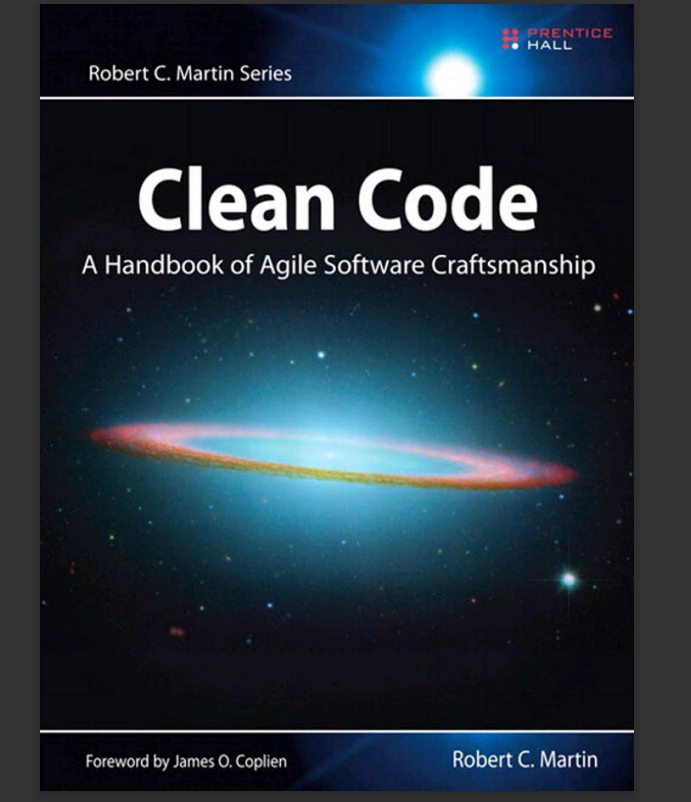 PRENTICE
HALL
Robert C. Martin Series
Clean Code
A Handbook of Agile Software Craftsmanship
Foreword by James O. Coplien
Robert C. Martin